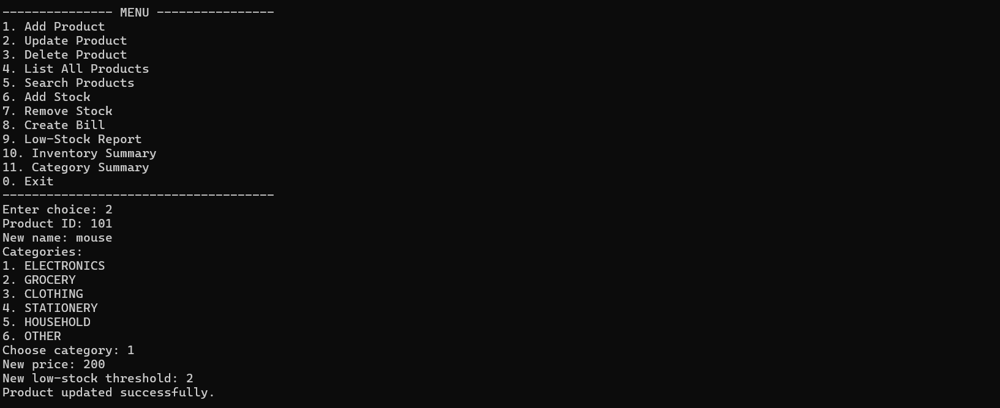 --------------- MENU ----------------
1. Add Product
2. Update Product
3. Delete Product
4. List All Products
5. Search Products
6. Add Stock
7. Remove Stock
8. Create Bill
9. Low-Stock Report
10. Inventory Summary
11. Category Summary
0. Exit
-------------------------------------
Enter choice: 2
Product ID: 101
New name: mouse
Categories:
1. ELECTRONICS
2. GROCERY
3. CLOTHING
4. STATIONERY
5. HOUSEHOLD
6. OTHER
Choose category: 1
New price: 200
New low-stock threshold: 2
Product updated successfully.